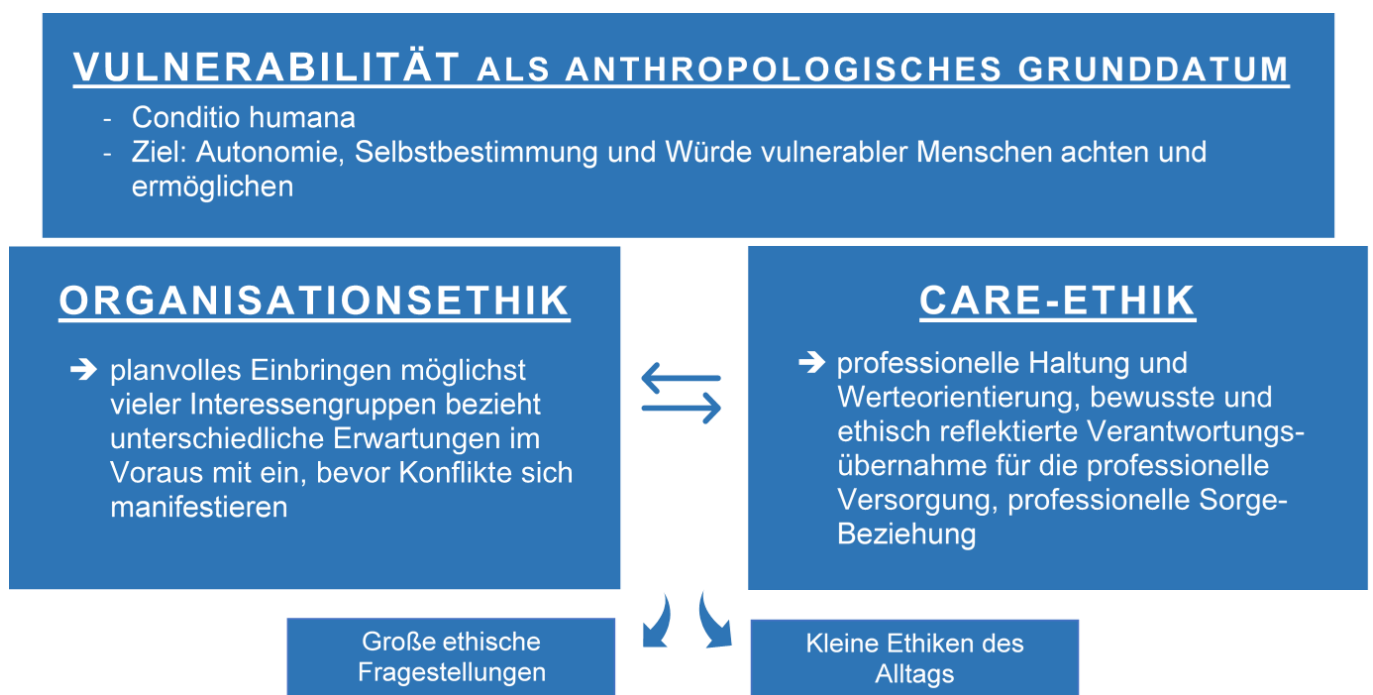 VULNERABILITÄT ALS ANTHROPOLOGISCHES GRUNDDATUM
- Conditio humana
- Ziel: Autonomie, Selbstbestimmung und Würde vulnerabler Menschen achten und
ermöglichen
ORGANISATIONSETHIK
➔ planvolles Einbringen möglichst
vieler Interessengruppen bezieht
unterschiedliche Erwartungen im
Voraus mit ein, bevor Konflikte sich
manifestieren
CARE-ETHIK
➔ professionelle Haltung und
Werteorientierung, bewusste und
ethisch reflektierte Verantwortungs-
übernahme für die professionelle
Versorgung, professionelle Sorge-
Beziehung
Große ethische
Fragestellungen
Kleine Ethiken des
Alltags